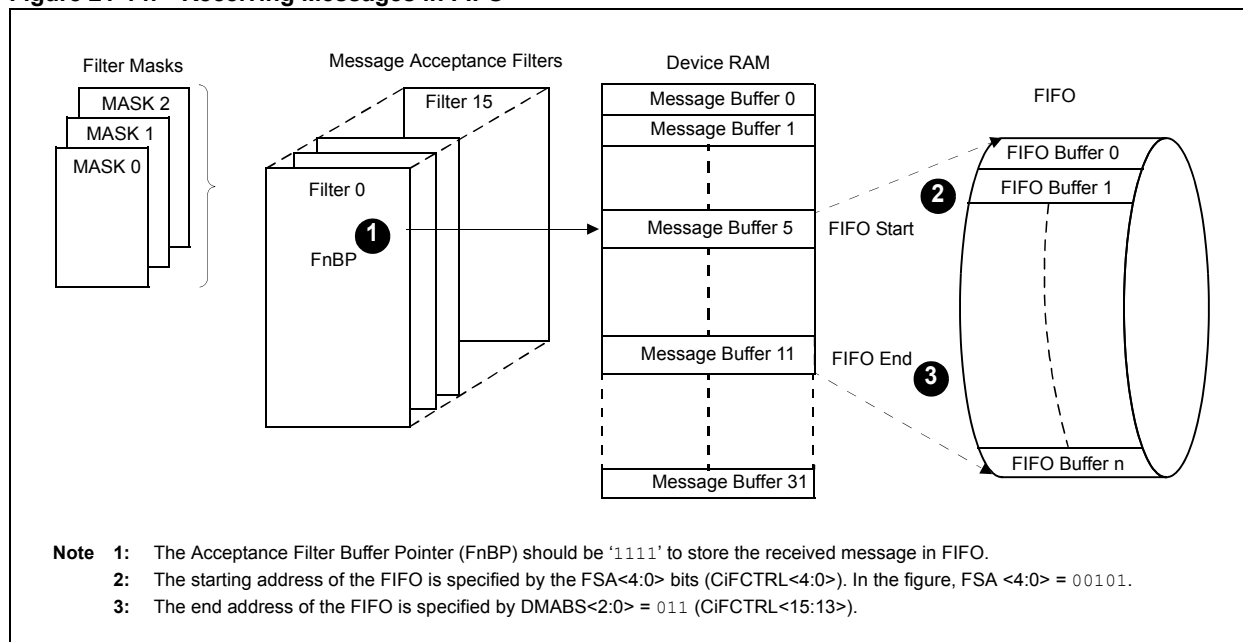 Figure Receiving Messages in FIFO
Filter Masks
MASK 2
MASK 1
MASK 0
Message Acceptance Filters
Filter 15
Filter 0
1
FnBP
Device RAM
Message Buffer 0
Message Buffer 1
Message Buffer 5
Message Buffer 11
Message Buffer 31
2
FIFO Start
FIFO End
3
FIFO
FIFO Buffer 0
FIFO Buffer 1
FIFO Buffer n
Note 1: The Acceptance Filter Buffer Pointer (FnBP) should be ‘1111’ to store the received message in FIFO.
2: The starting address of the FIFO is specified by the FSA<4:0> bits (CiFCTRL<4:0>). In the figure, FSA <4:0> = 00101.
3: The end address of the FIFO is specified by DMABS<2:0> = 011 (CiFCTRL<15:13>).